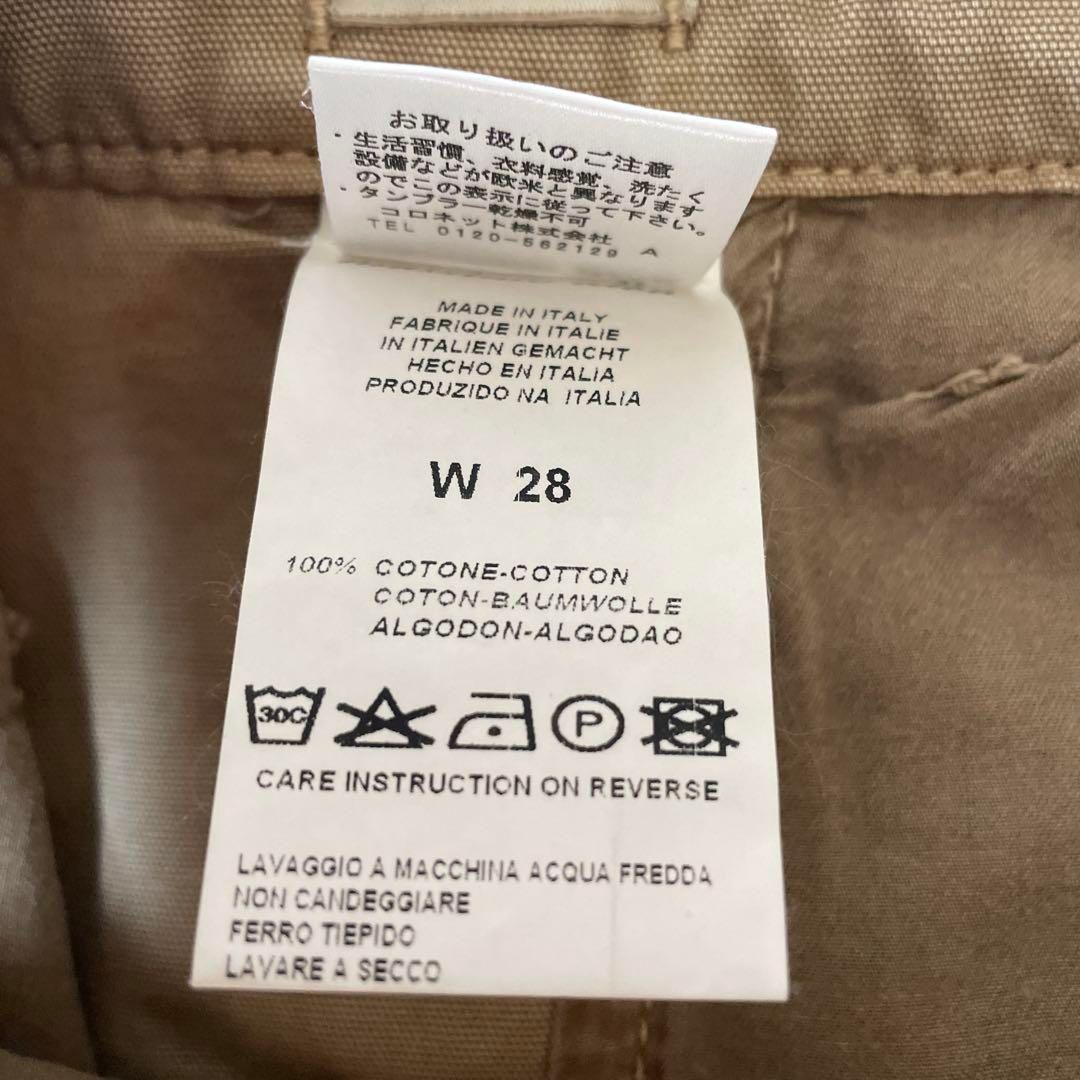 お取り扱いのご注意
・生活習慣、衣料感覚、洗たく
設備などが欧米と異なります
のでこの表示に従って下さい。
・タンブラー乾燥不可
コロネット株式会社
TEL 0120-562129 A
MADE IN ITALY
FABRIQUE IN ITALIE
IN ITALIEN GEMACHT
HECHO EN ITALIA
PRODUZIDO NA ITALIA
W 28
100% COTONE-COTTON
COTON-BAUMWOLLE
ALGODON-ALGODAO
30C P
CARE INSTRUCTION ON REVERSE
LAVAGGIO A MACCHINA ACQUA FREDDA
NON CANDEGGIARE
FERRO TIEPIDO
LAVARE A SECCO